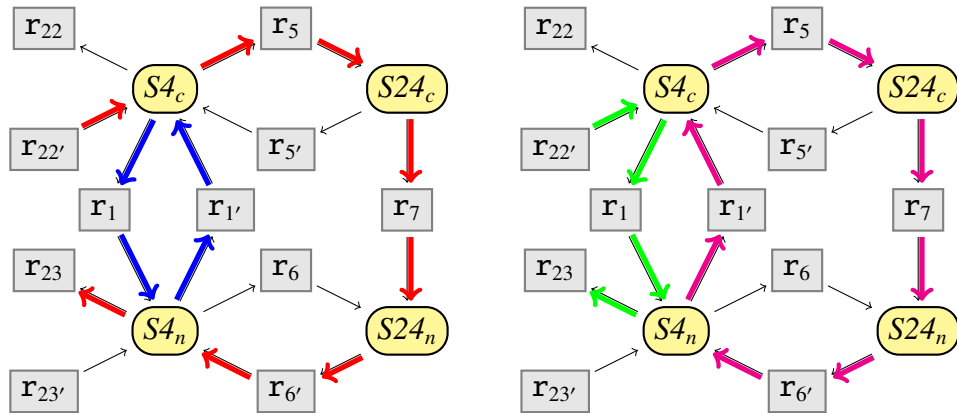 r22 r5 r22 r5
S4c S24c S4c S24c
r22' r5' r22' r5'
r1 r1' r7 r1 r1' r7
r23 r6 r23 r6
S4n S24n S4n S24n
r23' r6' r23' r6'